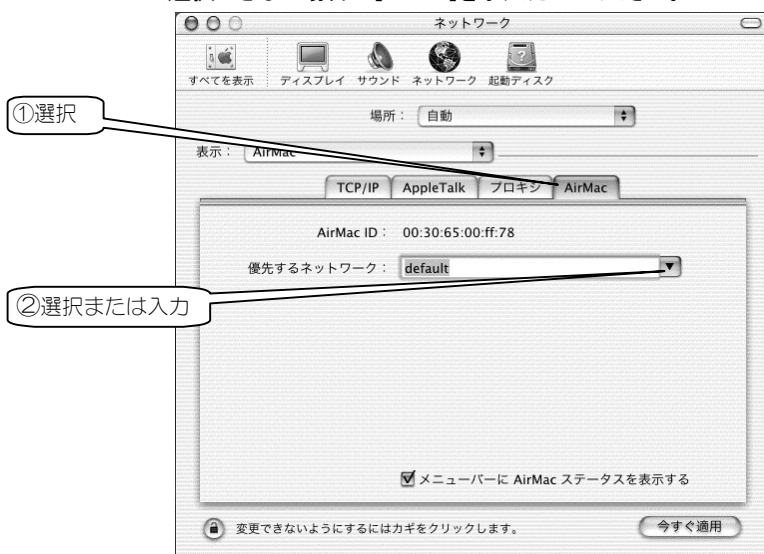 ネットワーク
すべてを表示 ディスプレイ サウンド ネットワーク 起動ディスク
①選択
場所： 自動
表示： AirMac
TCP/IP AppleTalk プロキシ AirMac
AirMac ID： 00:30:65:00:ff:78
優先するネットワーク： default
②選択または入力
メニューバーに AirMac ステータスを表示する
変更できないようにするにはカギをクリックします。 今すぐ適用